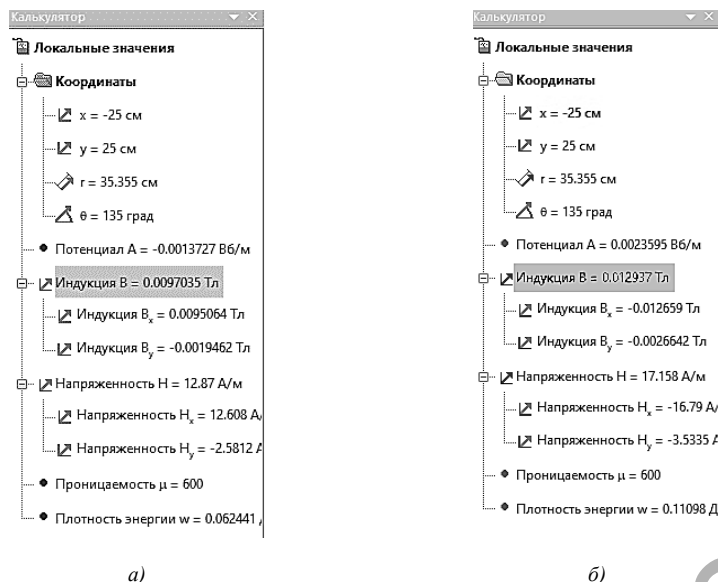 Калькулятор
Локальные значения
Координаты
x = -25 см
y = 25 см
r = 35.355 см
θ = 135 град
Потенциал A = -0.0013727 Вб/м
Индукция B = 0.0097035 Тл
Индукция Bx = 0.0095064 Тл
Индукция By = -0.0019462 Тл
Напряженность H = 12.87 А/м
Напряженность Hx = 12.608 А/
Напряженность Hy = -2.5812 А
Проницаемость μ = 600
Плотность энергии w = 0.062441
а)
Калькулятор
Локальные значения
Координаты
x = -25 см
y = 25 см
r = 35.355 см
θ = 135 град
Потенциал A = 0.0023595 Вб/м
Индукция B = 0.012937 Тл
Индукция Bx = -0.012659 Тл
Индукция By = -0.0026642 Тл
Напряженность H = 17.158 А/м
Напряженность Hx = -16.79 А/
Напряженность Hy = -3.5335 А
Проницаемость μ = 600
Плотность энергии w = 0.11098 Д
б)